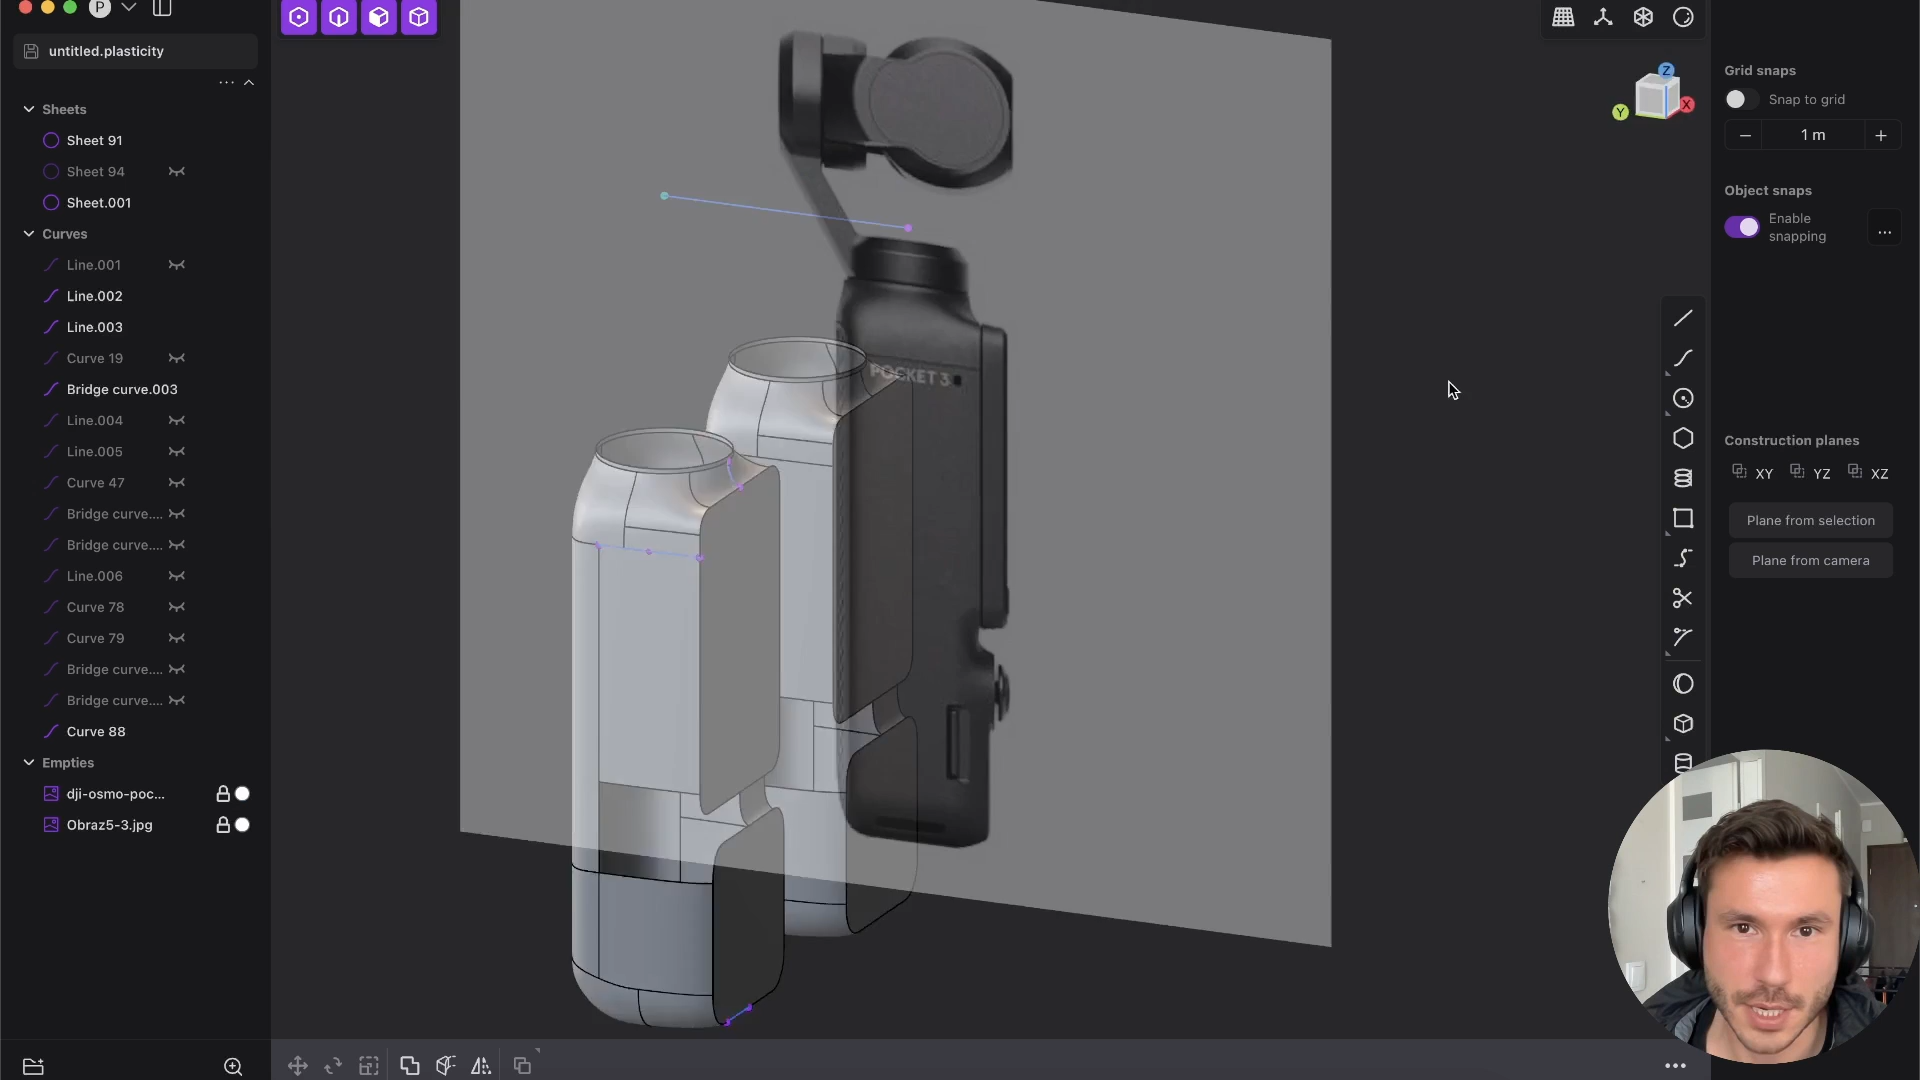 P
untitled.plasticity
Sheets
Sheet 91
Sheet 94
Sheet.001
Curves
Line.001
Line.002
Line.003
Curve 19
Bridge curve.003
Line.004
Line.005
Curve 47
Bridge curve....
Bridge curve....
Line.006
Curve 78
Curve 79
Bridge curve....
Bridge curve....
Curve 88
Empties
dji-osmo-poc...
Obraz5-3.jpg
POCKET 3
Z
Y
X
Grid snaps
Snap to grid
1 m
Object snaps
Enable
snapping
...
Construction planes
XY YZ XZ
Plane from selection
Plane from camera